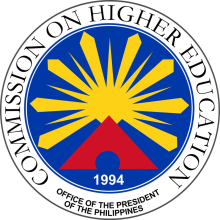 COMMISSION ON HIGHER EDUCATION
1994
OFFICE OF THE PRESIDENT
OF THE PHILIPPINES